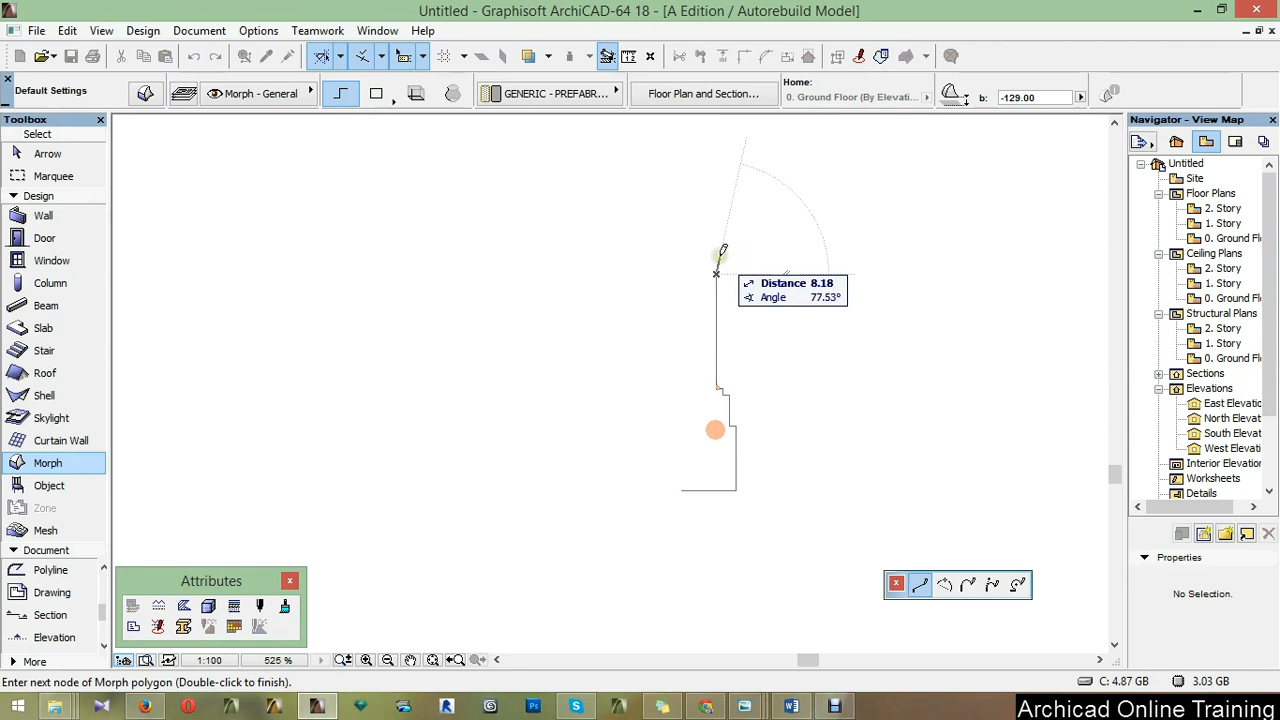 Untitled - Graphisoft ArchiCAD-64 18 - [A Edition / Autorebuild Model]
File Edit View Design Document Options Teamwork Window Help
Default Settings
Morph - General
GENERIC - PREFABR...
Floor Plan and Section...
Home:
0. Ground Floor (By Elevati...
b: -129.00
Toolbox
Select
Arrow
Marquee
Design
Wall
Door
Window
Column
Beam
Slab
Stair
Roof
Shell
Skylight
Curtain Wall
Morph
Object
Zone
Mesh
Document
Polyline
Drawing
Section
Elevation
More
Distance 8.18
Angle 77.53°
Attributes
Navigator - View Map
Untitled
Site
Floor Plans
2. Story
1. Story
0. Ground Fl
Ceiling Plans
2. Story
1. Story
0. Ground Fl
Structural Plans
2. Story
1. Story
0. Ground Fl
Sections
Elevations
East Elevatio
North Elevat
South Elevat
West Elevati
Interior Elevation
Worksheets
Details
Properties
No Selection.
1:100
525 %
Enter next node of Morph polygon (Double-click to finish).
C: 4.87 GB
3.03 GB
Archicad Online Training